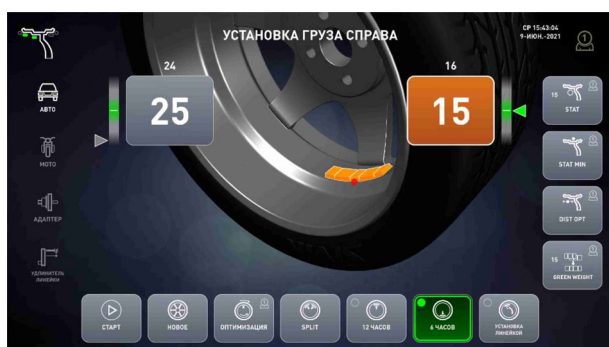 УСТАНОВКА ГРУЗА СПРАВА
СР 15:43:04
9-ИЮН.-2021
1
24
25
16
15
АВТО
МОТО
АДАПТЕР
УДЛИНИТЕЛЬ
ЛИНЕЙКИ
15
STAT
STAT MIN
DIST OPT
15
GREEN WEIGHT
СТАРТ
НОВОЕ
ОПТИМИЗАЦИЯ
SPLIT
12 ЧАСОВ
6 ЧАСОВ
УСТАНОВКА
ЛИНЕЙКОЙ